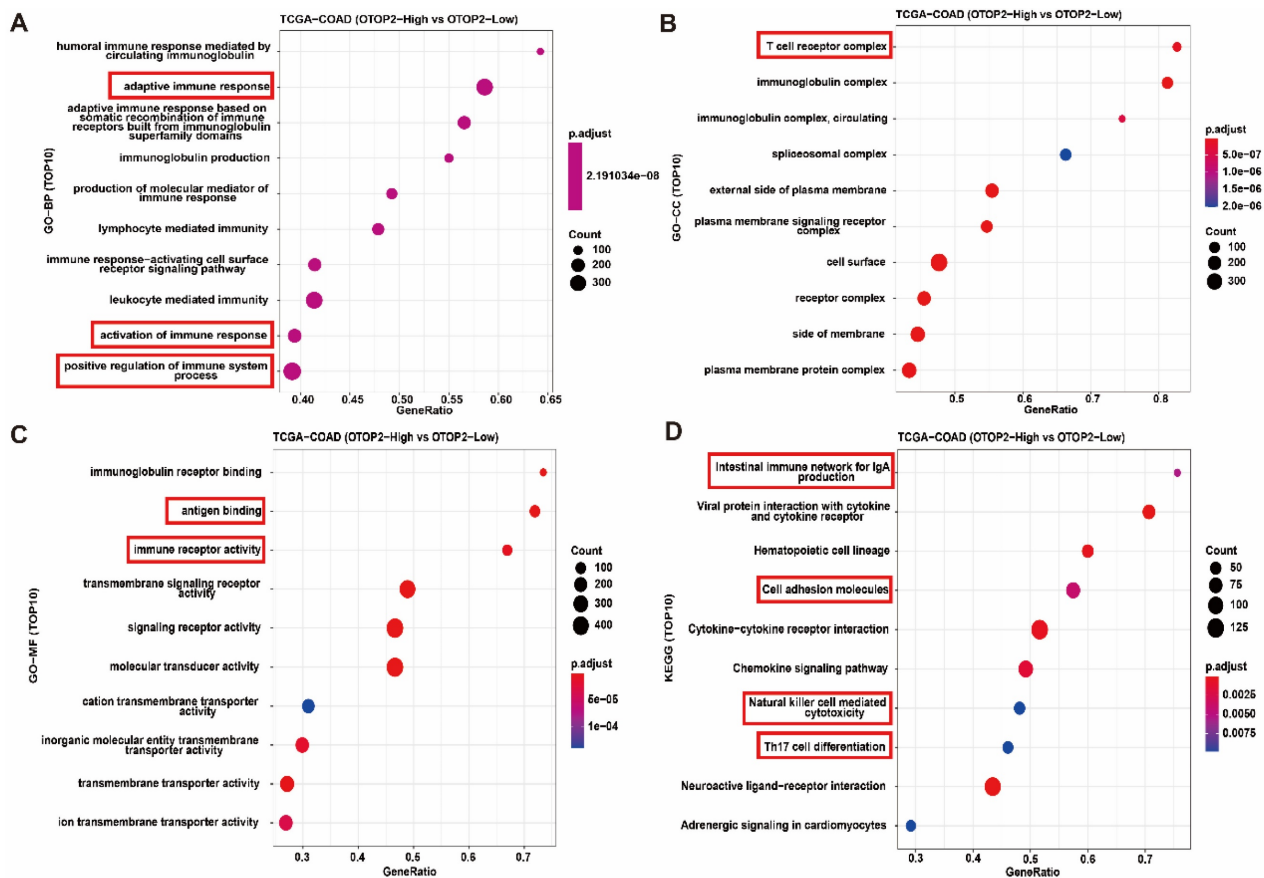 A
TCGA-COAD (OTOP2-High vs OTOP2-Low)
humoral immune response mediated by
circulating immunoglobulin
adaptive immune response
adaptive immune response based on
somatic recombination of immune
receptors built from immunoglobulin
superfamily domains
immunoglobulin production
production of molecular mediator of
immune response
lymphocyte mediated immunity
immune response-activating cell surface
receptor signaling pathway
leukocyte mediated immunity
activation of immune response
positive regulation of immune system
process
GO-BP (TOP10)
0.40 0.45 0.50 0.55 0.60 0.65
GeneRatio
p.adjust
2.191034e-08
Count
100
200
300
B
TCGA-COAD (OTOP2-High vs OTOP2-Low)
T cell receptor complex
immunoglobulin complex
immunoglobulin complex, circulating
spliceosomal complex
external side of plasma membrane
plasma membrane signaling receptor
complex
cell surface
receptor complex
side of membrane
plasma membrane protein complex
GO-CC (TOP10)
0.5 0.6 0.7 0.8
GeneRatio
p.adjust
5.0e-07
1.0e-06
1.5e-06
2.0e-06
Count
100
200
300
C
TCGA-COAD (OTOP2-High vs OTOP2-Low)
immunoglobulin receptor binding
antigen binding
immune receptor activity
transmembrane signaling receptor
activity
signaling receptor activity
molecular transducer activity
cation transmembrane transporter
activity
inorganic molecular entity transmembrane
transporter activity
transmembrane transporter activity
ion transmembrane transporter activity
GO-MF (TOP10)
0.3 0.4 0.5 0.6 0.7
GeneRatio
Count
100
200
300
400
p.adjust
5e-05
1e-04
D
TCGA-COAD (OTOP2-High vs OTOP2-Low)
Intestinal immune network for IgA
production
Viral protein interaction with cytokine
and cytokine receptor
Hematopoietic cell lineage
Cell adhesion molecules
Cytokine-cytokine receptor interaction
Chemokine signaling pathway
Natural killer cell mediated
cytotoxicity
Th17 cell differentiation
Neuroactive ligand-receptor interaction
Adrenergic signaling in cardiomyocytes
KEGG (TOP10)
0.3 0.4 0.5 0.6 0.7
GeneRatio
Count
50
75
100
125
p.adjust
0.0025
0.0050
0.0075